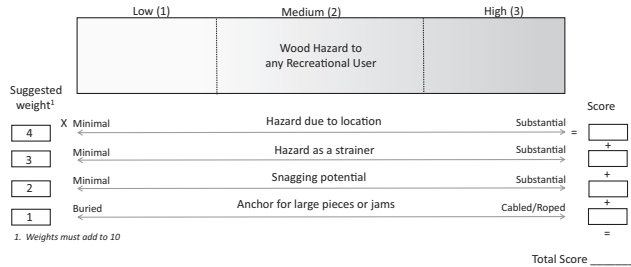 Low (1) Medium (2) High (3)
Wood Hazard to
any Recreational User
Suggested
weight1
Score
4 X Minimal Hazard due to location Substantial =
+
3 Minimal Hazard as a strainer Substantial
+
2 Minimal Snagging potential Substantial
+
1 Buried Anchor for large pieces or jams Cabled/Roped
=
1. Weights must add to 10
Total Score ______